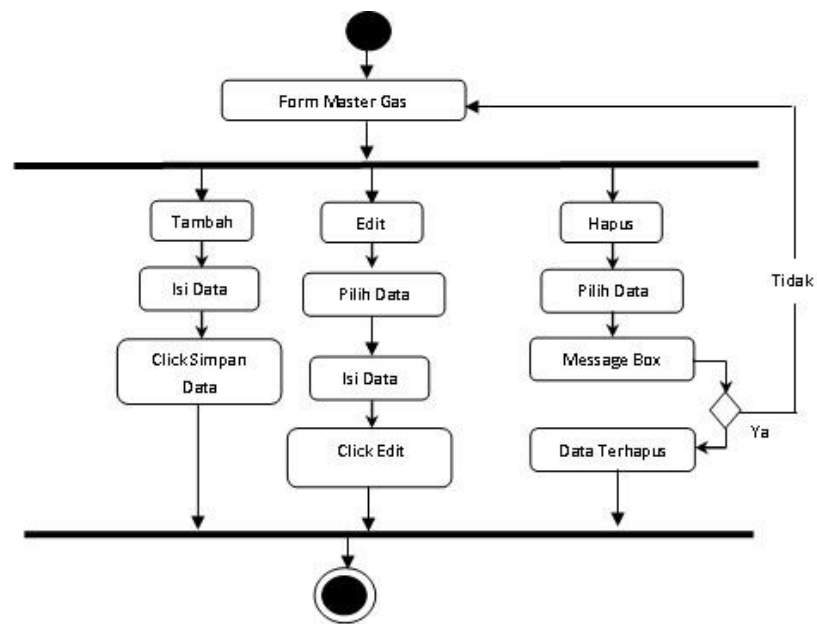 Form Master Gas
Tambah
Edit
Hapus
Isi Data
Pilih Data
Pilih Data
Tidak
Click Simpan
Data
Isi Data
Message Box
Ya
Click Edit
Data Terhapus